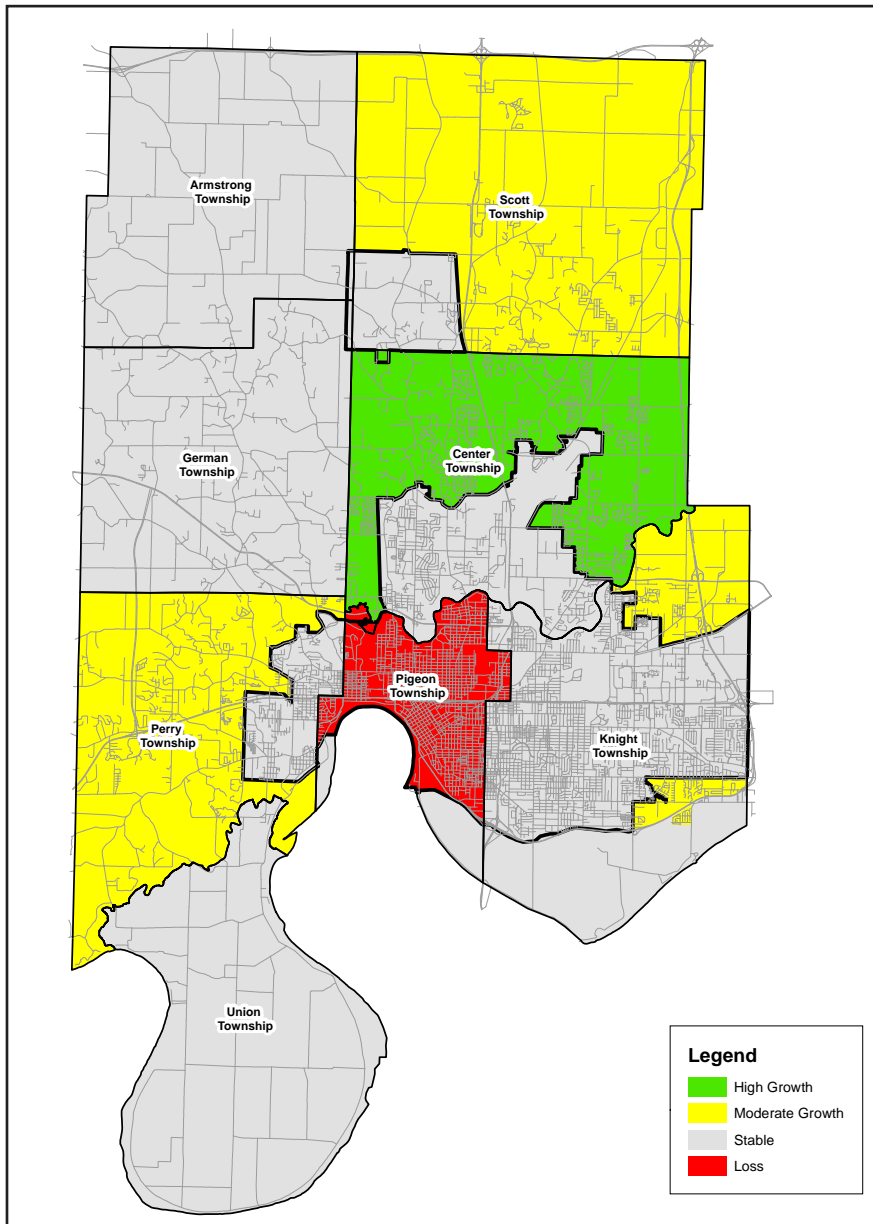 Armstrong
Township
Scott
Township
German
Township
Center
Township
Pigeon
Township
Perry
Township
Knight
Township
Union
Township
Legend
High Growth
Moderate Growth
Stable
Loss